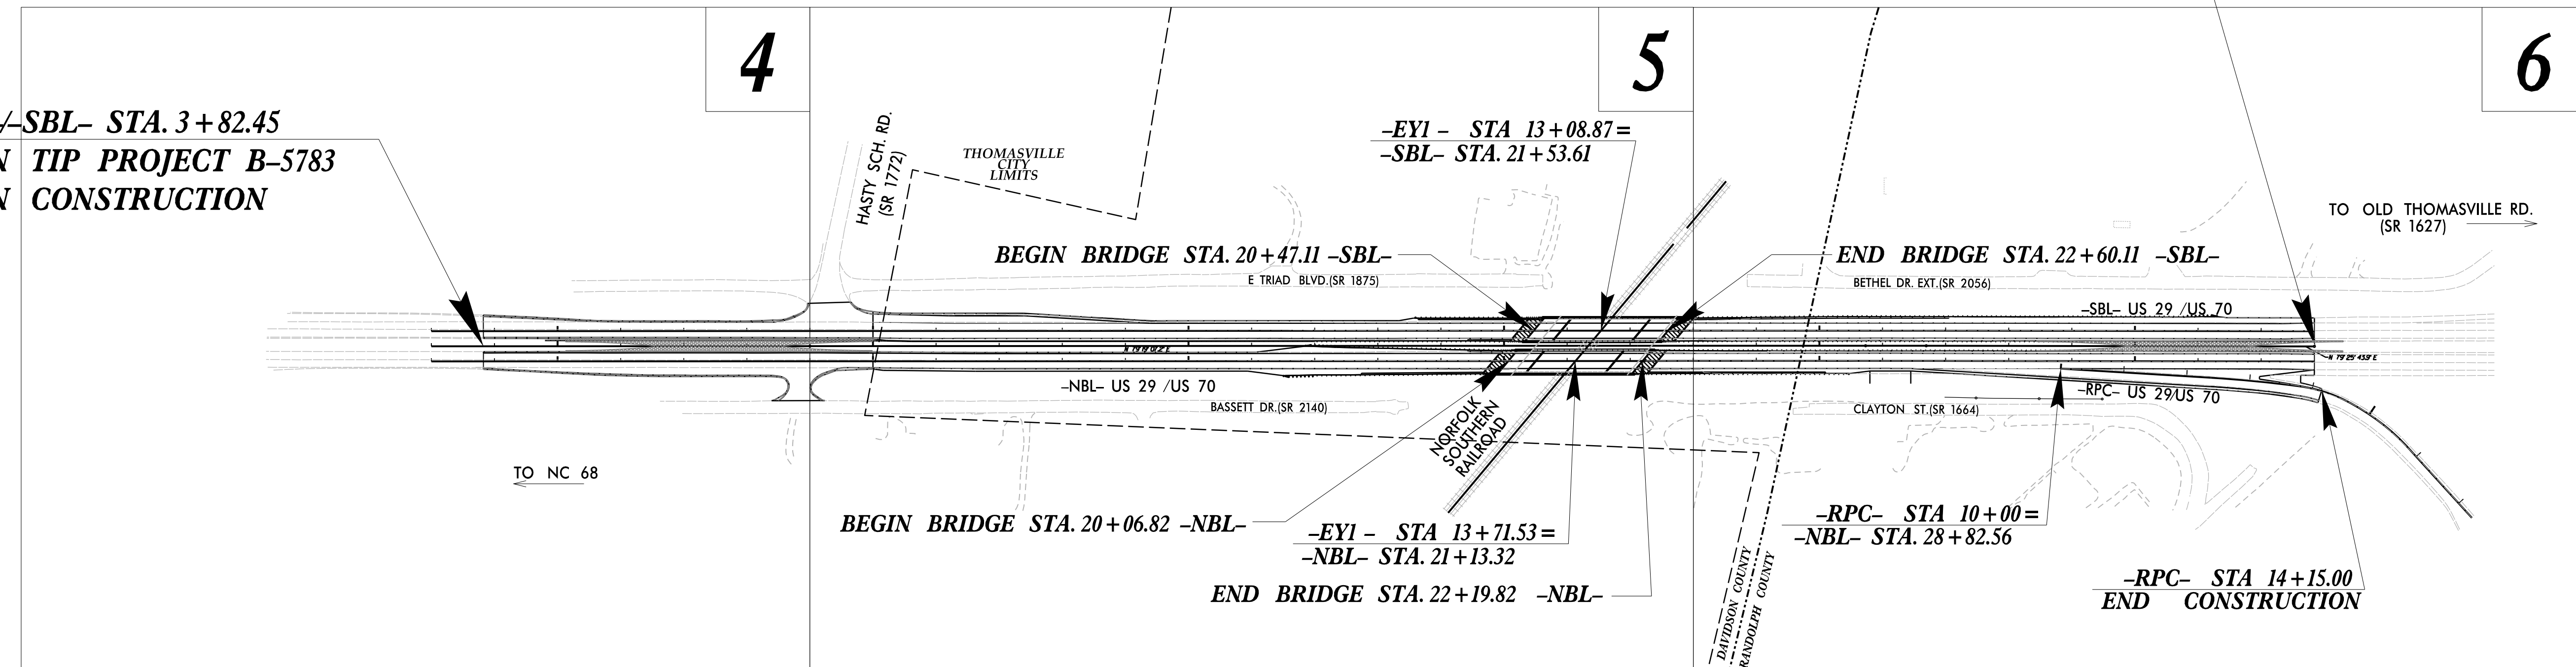 4
5
6
/–SBL– STA. 3+82.45
TIP PROJECT B–5783
CONSTRUCTION
HASTY SCH. RD.
(SR 1772)
THOMASVILLE
CITY
LIMITS
–EY1 – STA 13+08.87=
–SBL– STA. 21+53.61
TO OLD THOMASVILLE RD.
(SR 1627)
BEGIN BRIDGE STA. 20+47.11 –SBL–
END BRIDGE STA. 22+60.11 –SBL–
E TRIAD BLVD.(SR 1875)
BETHEL DR. EXT.(SR 2056)
–SBL– US 29 /US 70
N 79°25'43.9" E
–NBL– US 29 /US 70
–RPC– US 29/US 70
BASSETT DR.(SR 2140)
CLAYTON ST.(SR 1664)
NORFOLK
SOUTHERN
RAILROAD
TO NC 68
BEGIN BRIDGE STA. 20+06.82 –NBL–
–EY1 – STA 13+71.53=
–NBL– STA. 21+13.32
END BRIDGE STA. 22+19.82 –NBL–
–RPC– STA 10+00=
–NBL– STA. 28+82.56
DAVIDSON COUNTY
RANDOLPH COUNTY
–RPC– STA 14+15.00
END CONSTRUCTION